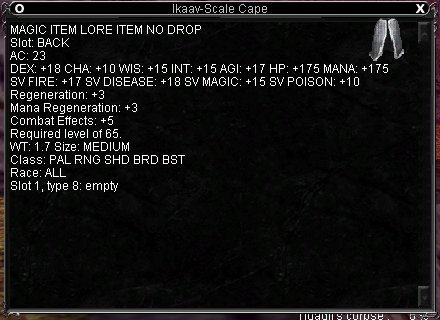 Ikaav-Scale Cape
MAGIC ITEM LORE ITEM NO DROP
Slot: BACK
AC: 23
DEX: +18 CHA: +10 WIS: +15 INT: +15 AGI: +17 HP: +175 MANA: +175
SV FIRE: +17 SV DISEASE: +18 SV MAGIC: +15 SV POISON: +10
Regeneration: +3
Mana Regeneration: +3
Combat Effects: +5
Required level of 65.
WT: 1.7 Size: MEDIUM
Class: PAL RNG SHD BRD BST
Race: ALL
Slot 1, type 8: empty
corpse